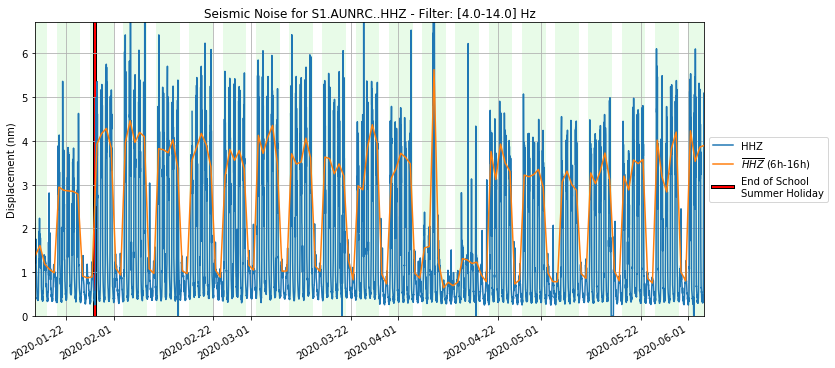 Seismic Noise for S1.AUNRC..HHZ - Filter: [4.0-14.0] Hz
Displacement (nm)
6
5
4
3
2
1
0
2020-01-22
2020-02-01
2020-02-22
2020-03-01
2020-03-22
2020-04-01
2020-04-22
2020-05-01
2020-05-22
2020-06-01
HHZ
HHZ (6h-16h)
End of School
Summer Holiday